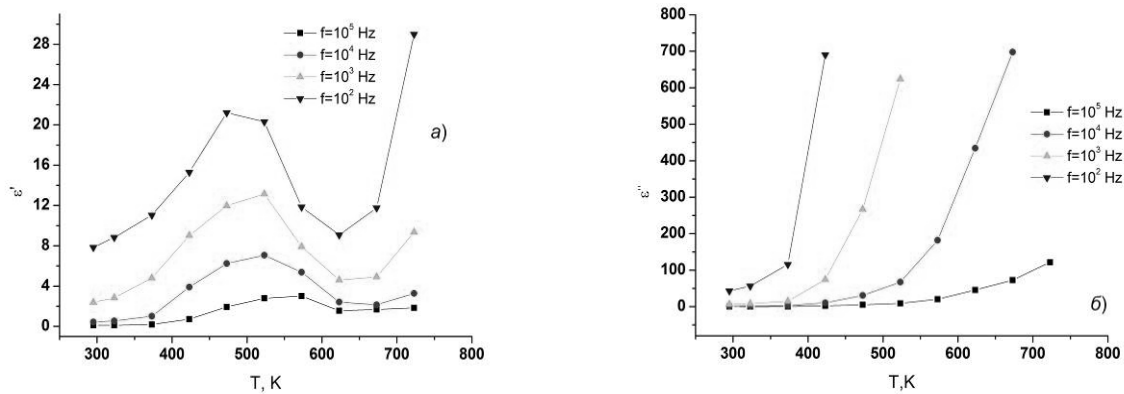 28
24
20
16
12
8
4
0
ε'
300 400 500 600 700 800
T, K
f=10⁵ Hz
f=10⁴ Hz
f=10³ Hz
f=10² Hz
а)
800
700
600
500
400
300
200
100
0
ε''
300 400 500 600 700 800
T,K
f=10⁵ Hz
f=10⁴ Hz
f=10³ Hz
f=10² Hz
б)